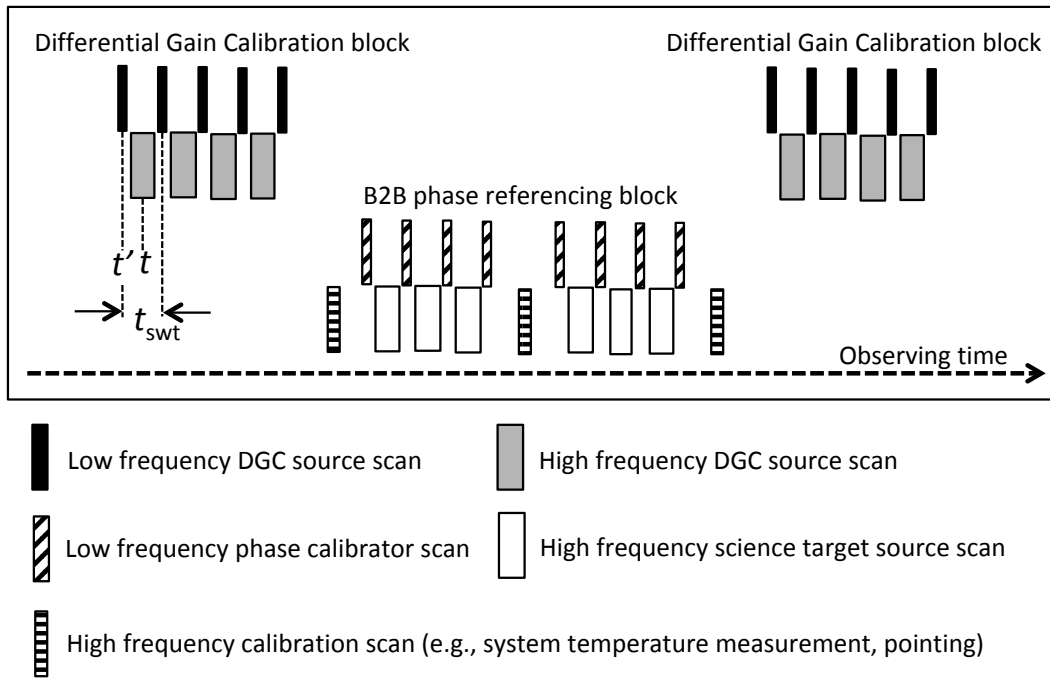 Differential Gain Calibration block
Differential Gain Calibration block
B2B phase referencing block
t’ t
tswt
Observing time
Low frequency DGC source scan
High frequency DGC source scan
Low frequency phase calibrator scan
High frequency science target source scan
High frequency calibration scan (e.g., system temperature measurement, pointing)